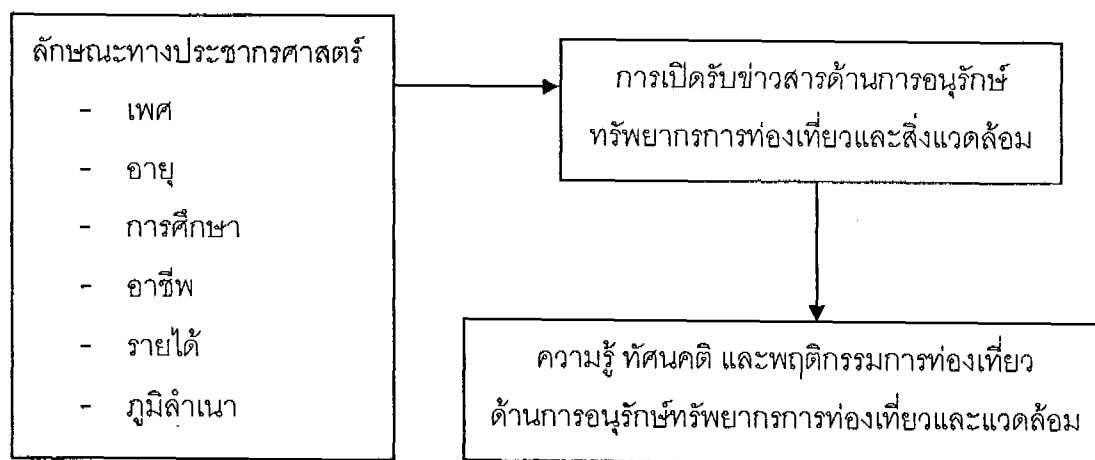 ลักษณะทางประชากรศาสตร์
- เพศ
- อายุ
- การศึกษา
- อาชีพ
- รายได้
- ภูมิลำเนา
การเปิดรับข่าวสารด้านการอนุรักษ์
ทรัพยากรการท่องเที่ยวและสิ่งแวดล้อม
ความรู้ ทัศนคติ และพฤติกรรมการท่องเที่ยว
ด้านการอนุรักษ์ทรัพยากรการท่องเที่ยวและแวดล้อม